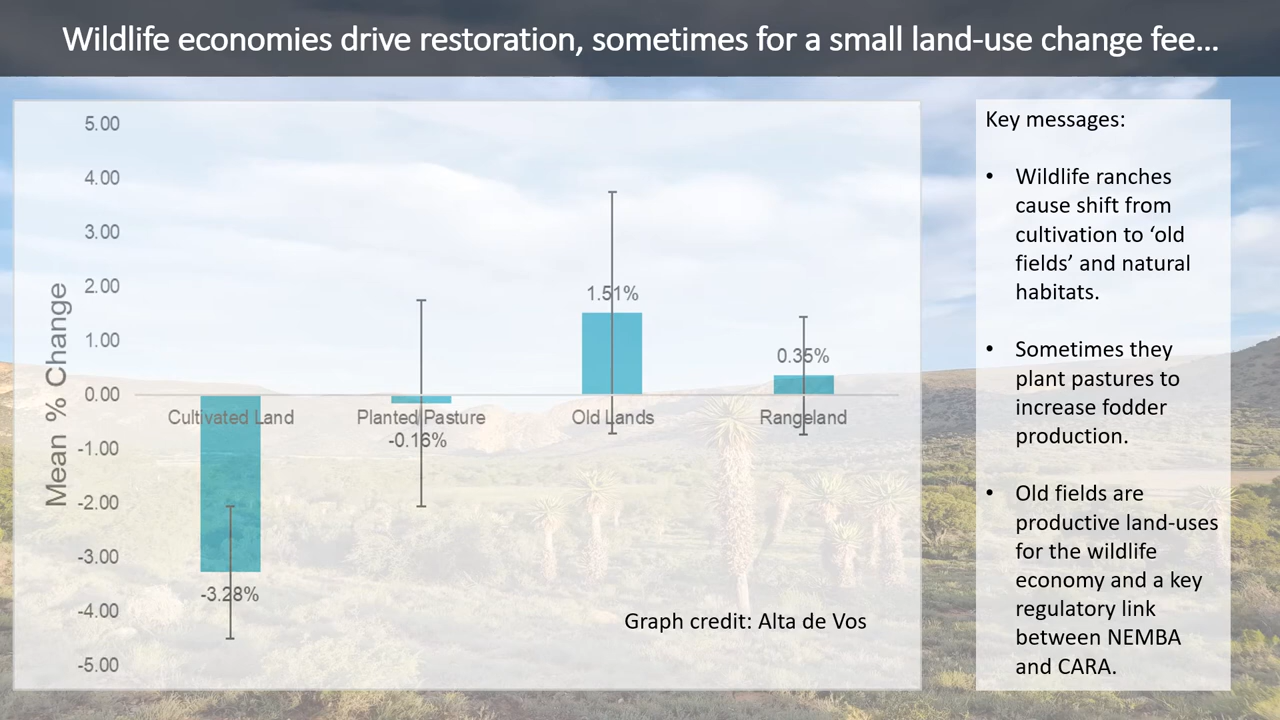 Wildlife economies drive restoration, sometimes for a small land-use change fee...
5.00
4.00
3.00
2.00
1.00
0.00
-1.00
-2.00
-3.00
-4.00
-5.00
Mean % Change
Cultivated Land
Planted Pasture
Old Lands
Rangeland
-3.28%
-0.16%
1.51%
0.35%
Graph credit: Alta de Vos
Key messages:
• Wildlife ranches
cause shift from
cultivation to ‘old
fields’ and natural
habitats.
• Sometimes they
plant pastures to
increase fodder
production.
• Old fields are
productive land-uses
for the wildlife
economy and a key
regulatory link
between NEMBA
and CARA.